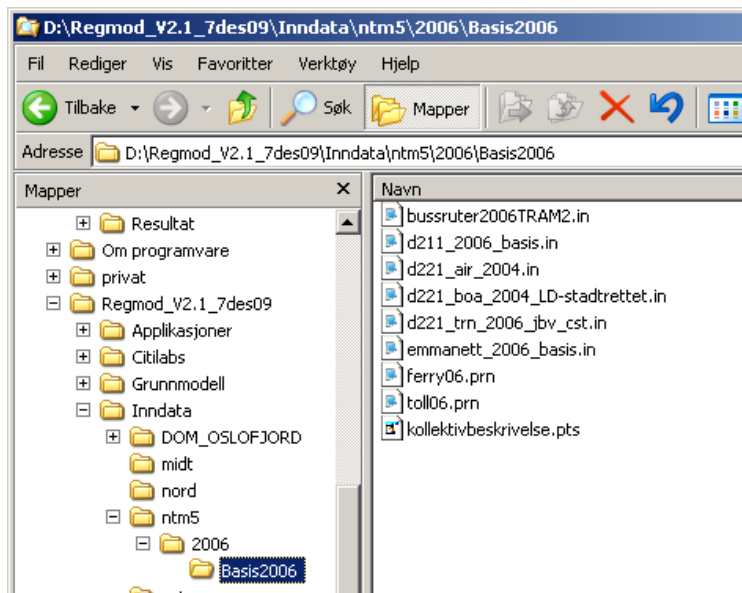 D:\Regmod_V2.1_7des09\Inndata\ntm5\2006\Basis2006
Fil Rediger Vis Favoritter Verktøy Hjelp
Tilbake Søk Mapper
Adresse D:\Regmod_V2.1_7des09\Inndata\ntm5\2006\Basis2006
Mapper
Resultat
Om programvare
privat
Regmod_V2.1_7des09
Applikasjoner
Citilabs
Grunnmodell
Inndata
DOM_OSLOFJORD
midt
nord
ntm5
2006
Basis2006
Navn
bussruter2006TRAM2.in
d211_2006_basis.in
d221_air_2004.in
d221_boa_2004_LD-stadtrettet.in
d221_trn_2006_jbv_cst.in
emmanett_2006_basis.in
ferry06.prn
toll06.prn
kollektivbeskrivelse.pts